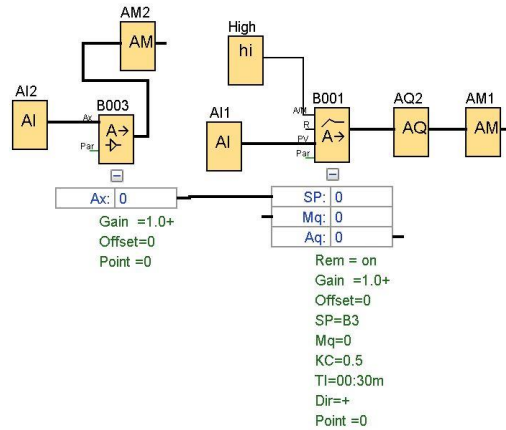 AM2
AM
High
hi
AI2
AI
B003
Ax
A→
Par
AI1
AI
B001
A/M
R
PV
Par
A→
AQ2
AQ
AM1
AM
Ax: 0
Gain =1.0+
Offset=0
Point =0
SP: 0
Mq: 0
Aq: 0
Rem = on
Gain =1.0+
Offset=0
SP=B3
Mq=0
KC=0.5
TI=00:30m
Dir=+
Point =0